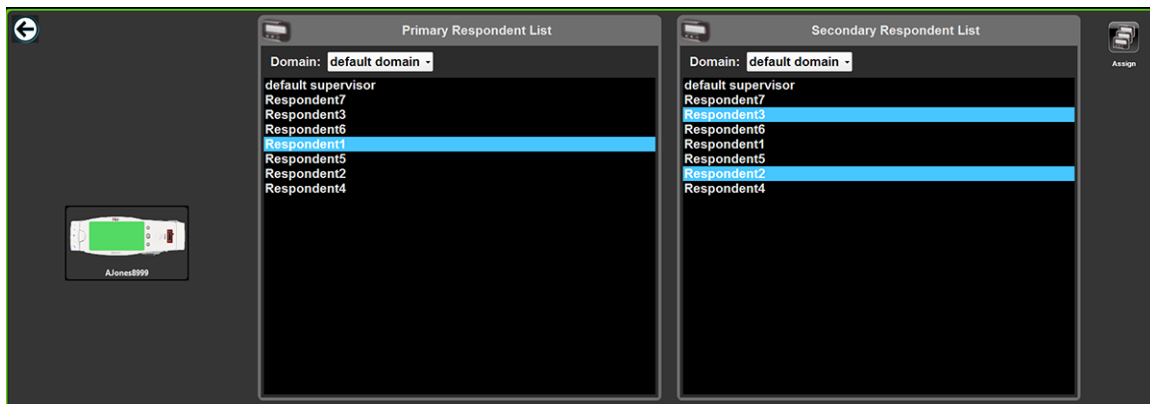 Primary Respondent List
Domain: default domain
default supervisor
Respondent7
Respondent3
Respondent6
Respondent1
Respondent5
Respondent2
Respondent4
Secondary Respondent List
Domain: default domain
default supervisor
Respondent7
Respondent3
Respondent6
Respondent1
Respondent5
Respondent2
Respondent4
Assign
AJones8999